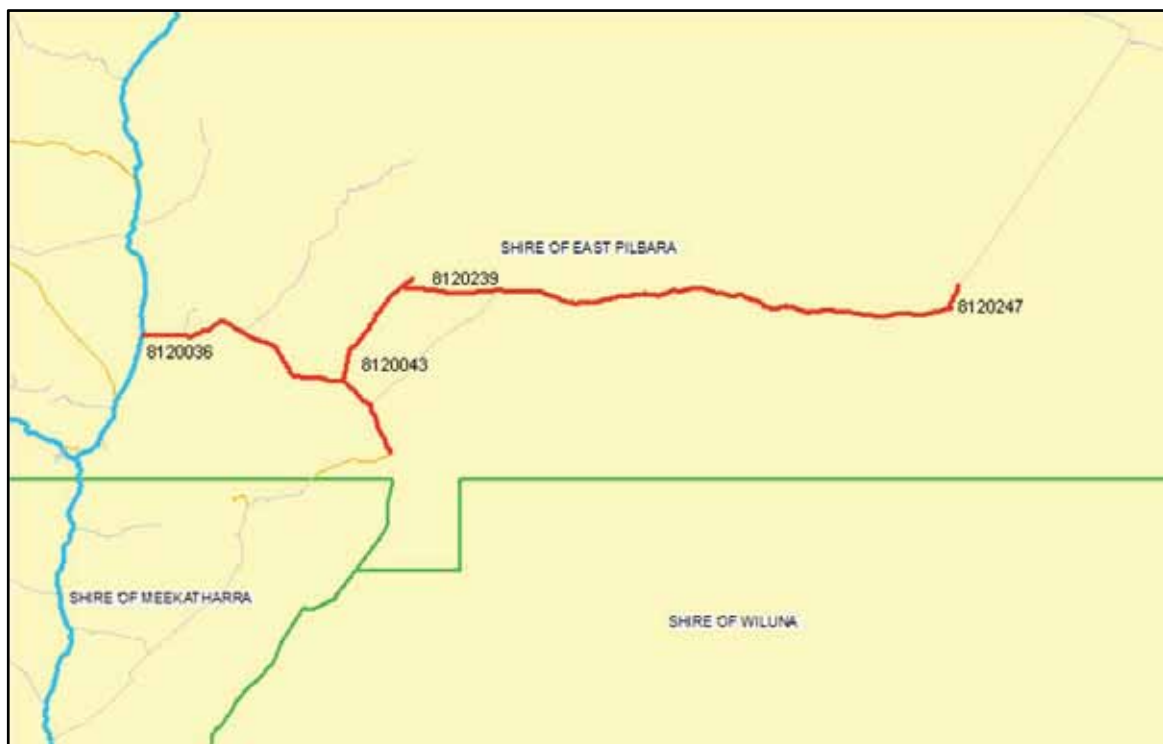 SHIRE OF EAST PILBARA
8120239
8120247
8120036
8120043
SHIRE OF MEEKATHARRA
SHIRE OF WILUNA